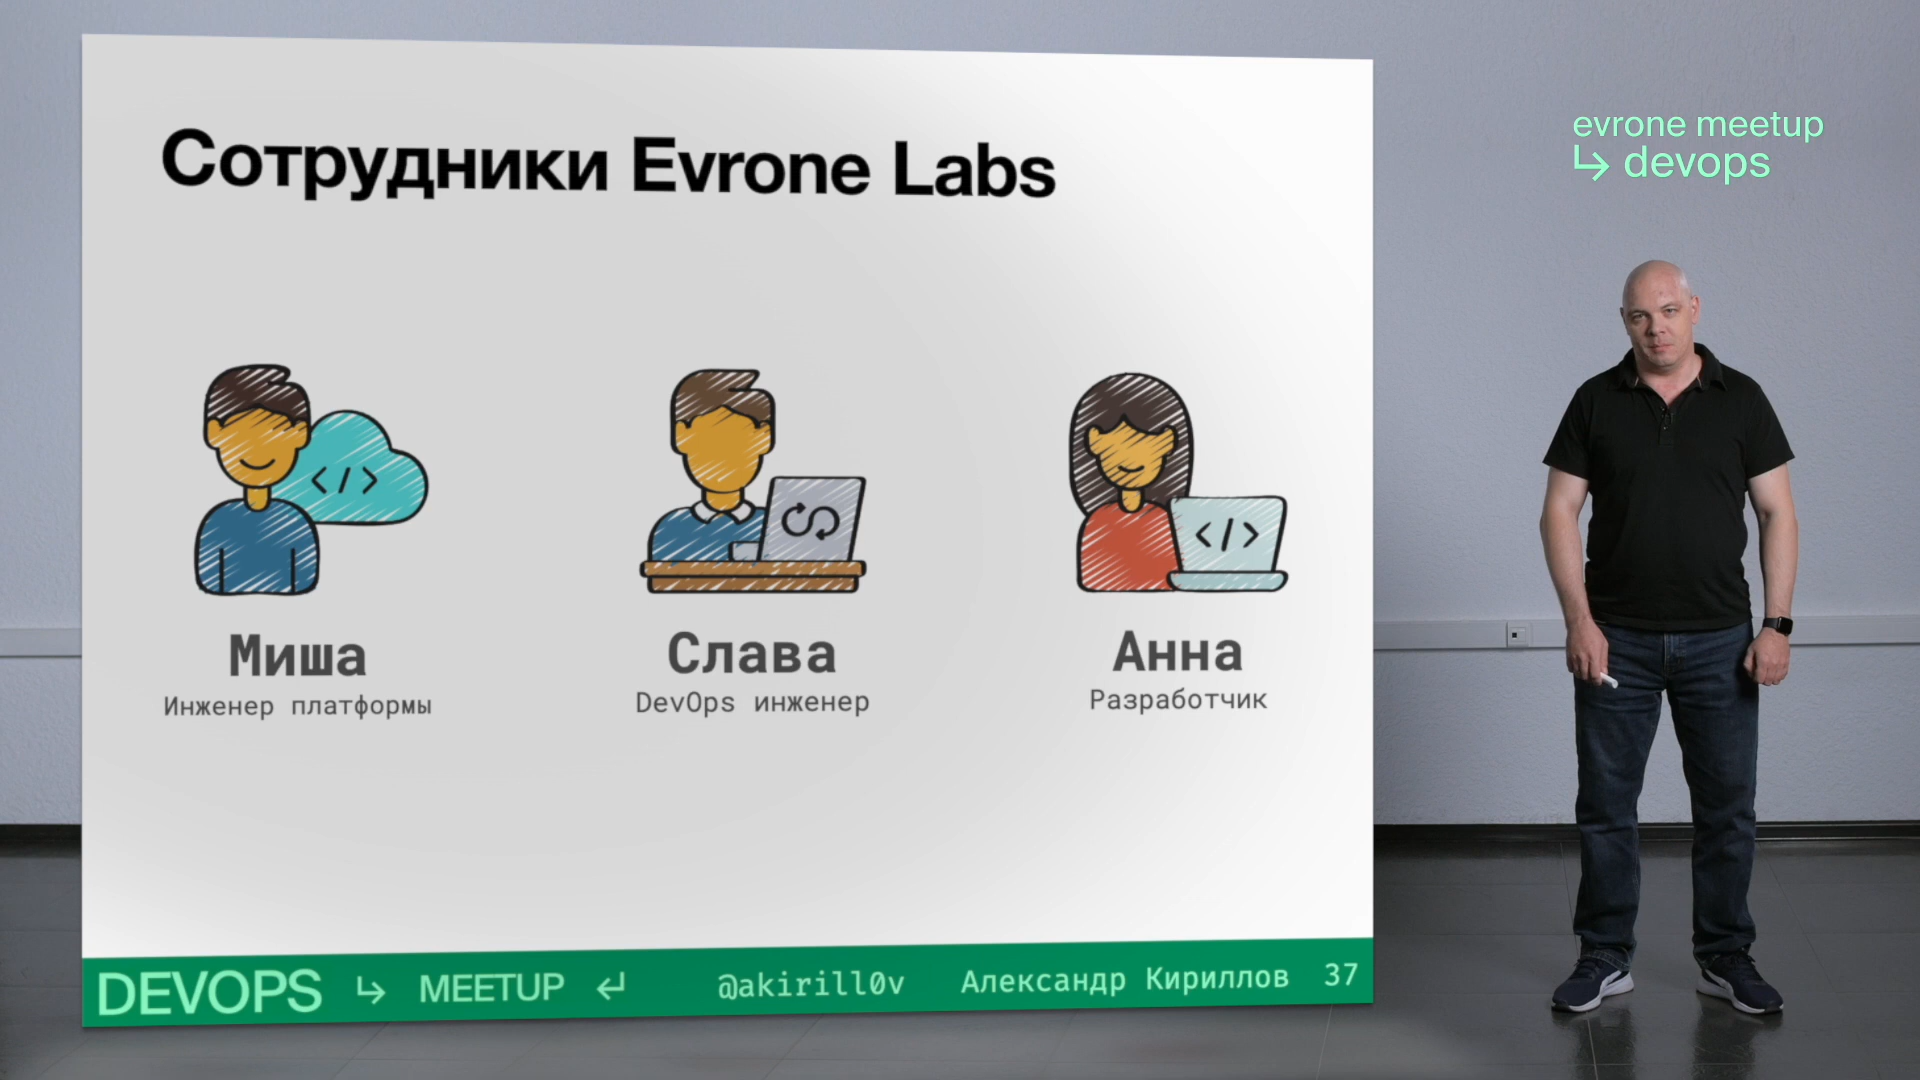 Сотрудники Evrone Labs
evrone meetup
↳ devops
</>
</>
Миша
Слава
Анна
Инженер платформы
DevOps инженер
Разработчик
DEVOPS ↳ MEETUP ↵ @akirill0v Александр Кириллов 37